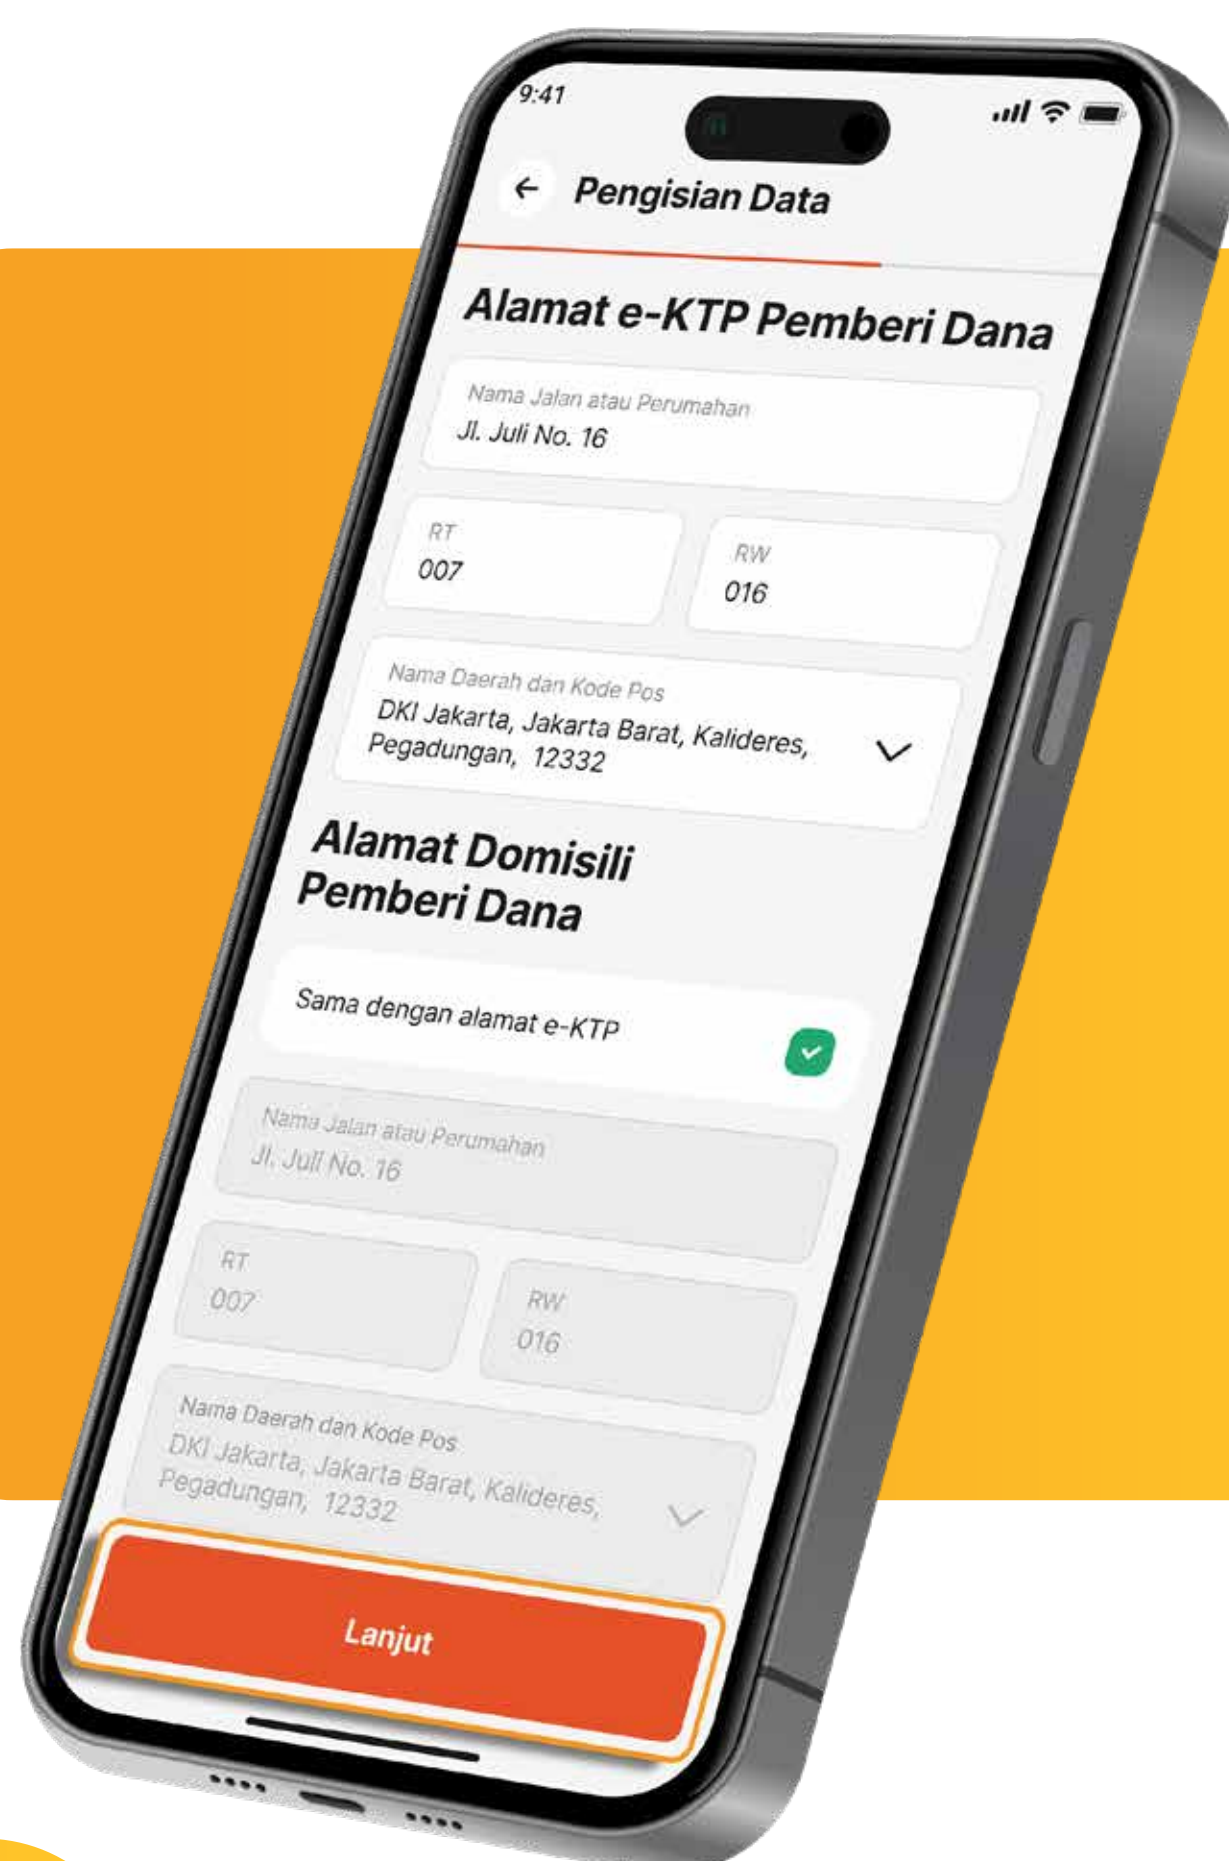 9:41
Pengisian Data
Alamat e-KTP Pemberi Dana
Nama Jalan atau Perumahan
Jl. Juli No. 16
RT
007
RW
016
Nama Daerah dan Kode Pos
DKI Jakarta, Jakarta Barat, Kalideres,
Pegadungan, 12332
Alamat Domisili
Pemberi Dana
Sama dengan alamat e-KTP
Nama Jalan atau Perumahan
Jl. Juli No. 16
RT
007
RW
016
Nama Daerah dan Kode Pos
DKI Jakarta, Jakarta Barat, Kalideres,
Pegadungan, 12332
Lanjut